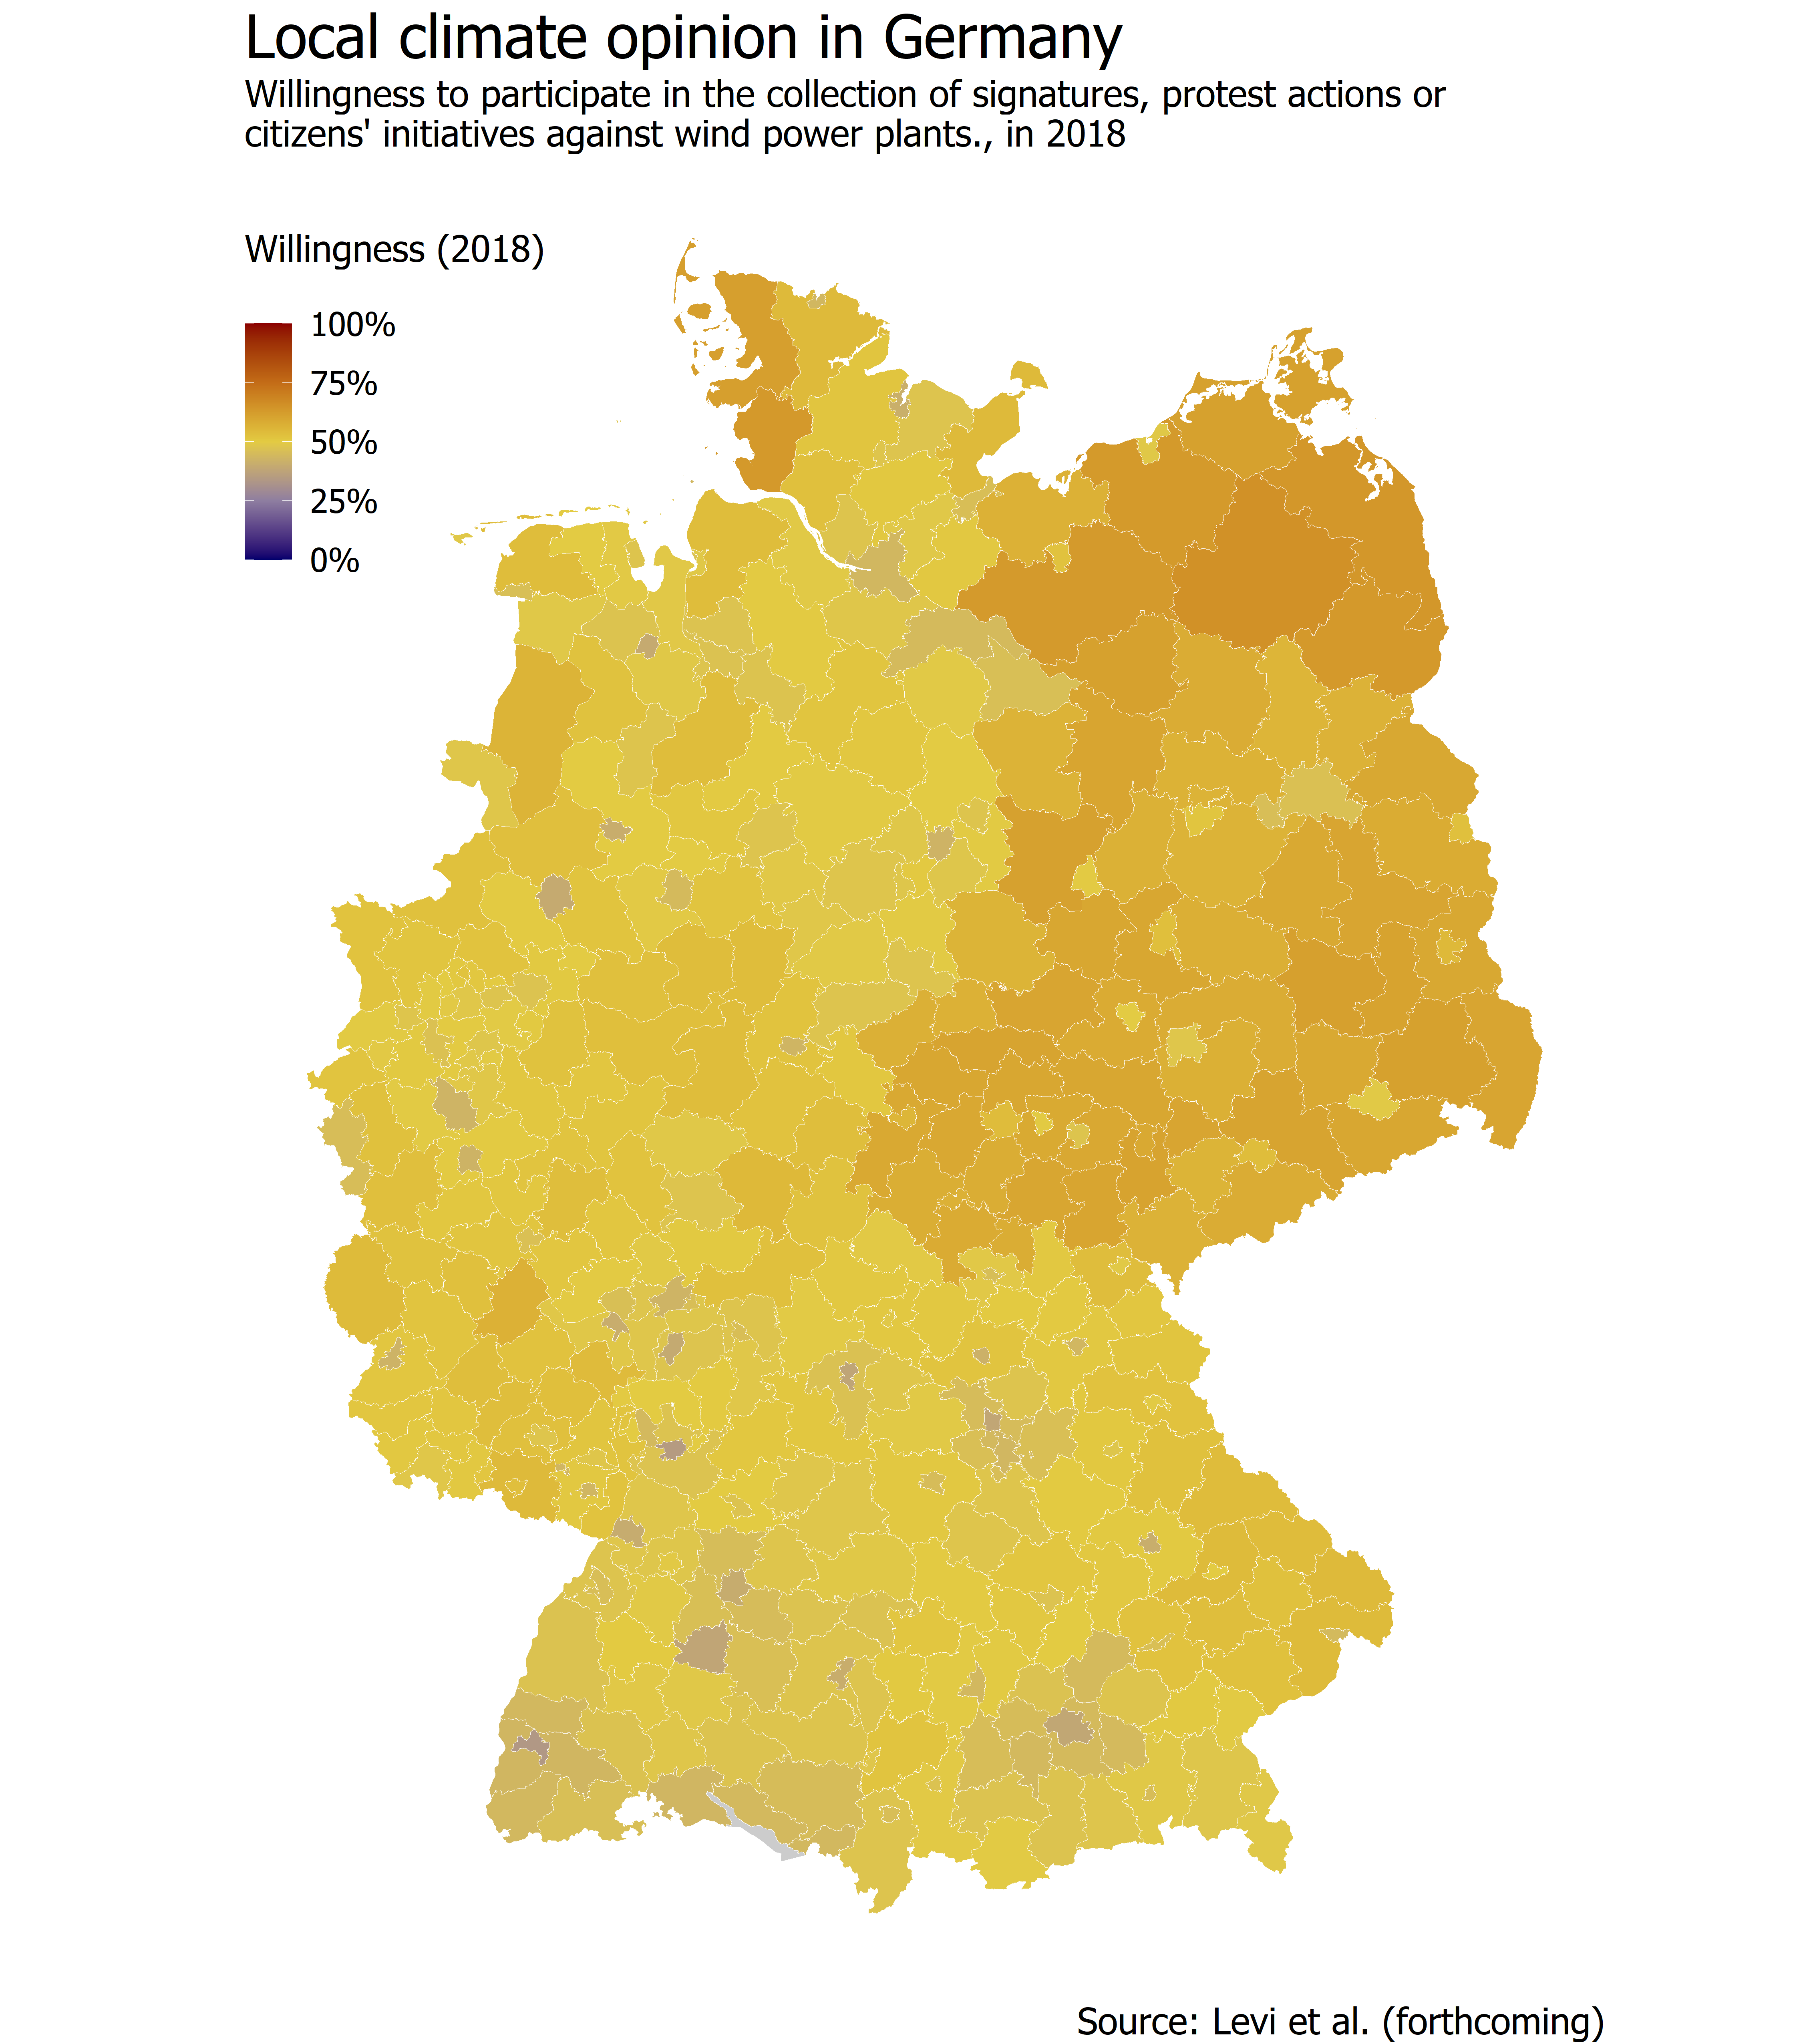 Local climate opinion in Germany
Willingness to participate in the collection of signatures, protest actions or
citizens' initiatives against wind power plants., in 2018
Willingness (2018)
100%
75%
50%
25%
0%
Source: Levi et al. (forthcoming)